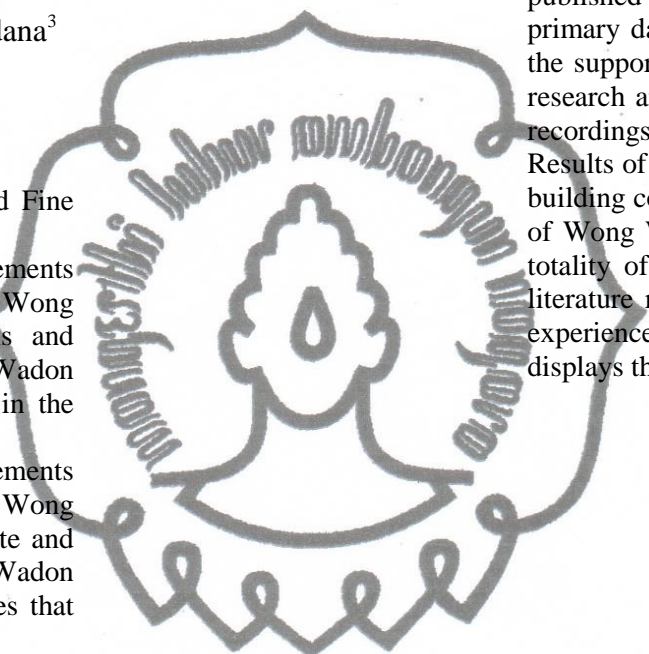 dana³
d Fine
ements
Wong
s and
Wadon
in the
ements
Wong
te and
Wadon
es that
published
primary da
the suppor
research a
recordings
Results of
building co
of Wong W
totality of
literature
experience
displays th